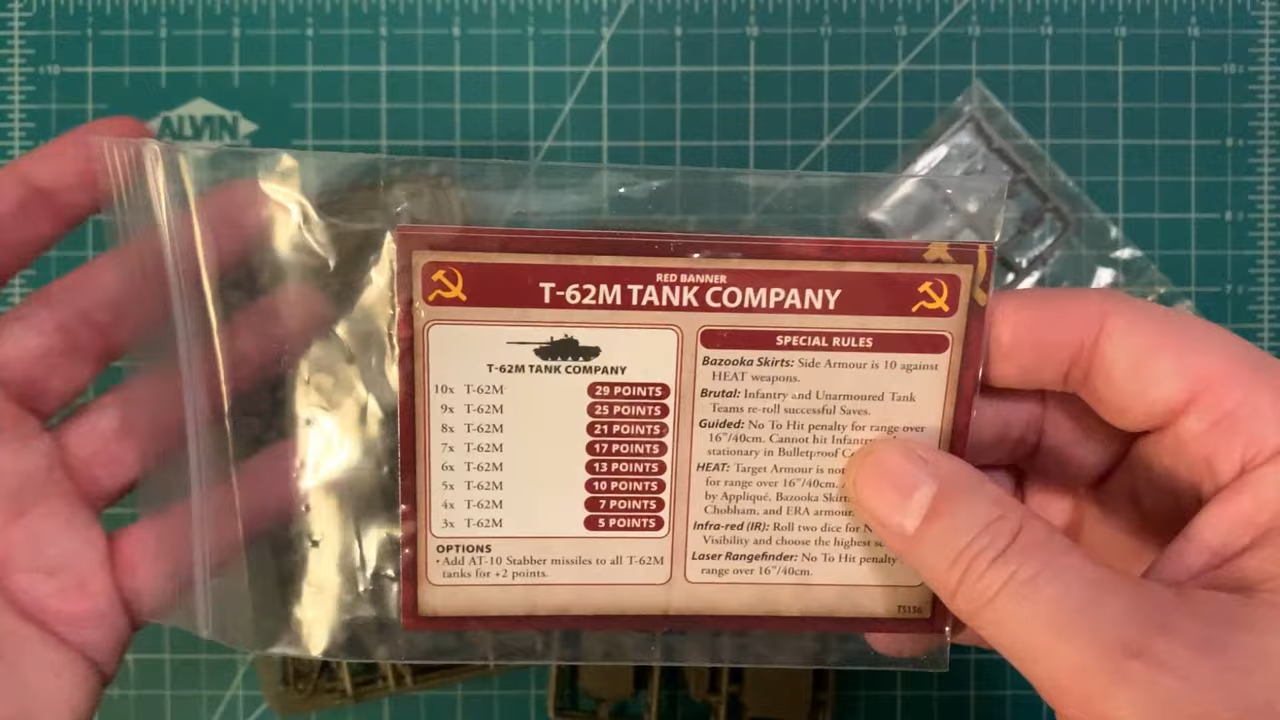 ALVIN
RED BANNER
T-62M TANK COMPANY
T-62M TANK COMPANY
10x T-62M 29 POINTS
9x T-62M 25 POINTS
8x T-62M 21 POINTS
7x T-62M 17 POINTS
6x T-62M 13 POINTS
5x T-62M 10 POINTS
4x T-62M 7 POINTS
3x T-62M 5 POINTS
OPTIONS
• Add AT-10 Stabber missiles to all T-62M
tanks for +2 points.
SPECIAL RULES
Bazooka Skirts: Side Armour is 10 against
HEAT weapons.
Brutal: Infantry and Unarmoured Tank
Teams re-roll successful Saves.
Guided: No To Hit penalty for range over
16"/40cm. Cannot hit
stationary in Bulletproof
HEAT: Target Armour is not
for range over 16"/40cm.
by Appliqué, Bazooka
Chobham, and ERA armour.
Infra-red (IR): Roll two dice for
Visibility and choose the highest
Laser Rangefinder: No To Hit penalty
range over 16"/40cm.
TS136